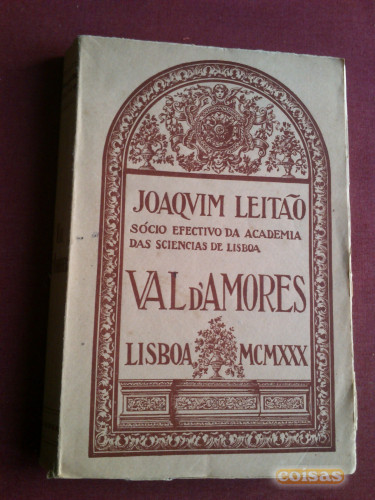 JOAQVIM LEITÃO
SÓCIO EFECTIVO DA ACADEMIA
DAS SCIENCIAS DE LISBOA
VAL D'AMORES
LISBOA MCMXXX
coisas